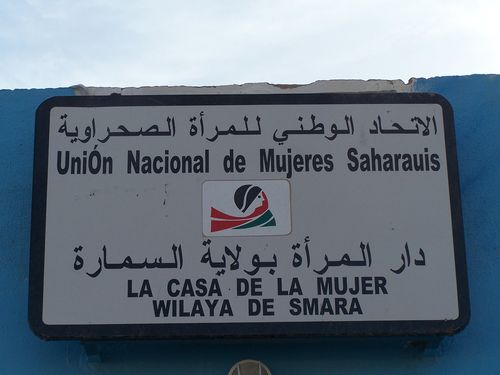 الاتحاد الوطني للمرأة الصحراوية
UniÓn Nacional de Mujeres Saharauis
دار المرأة بولاية السمارة
LA CASA DE LA MUJER
WILAYA DE SMARA